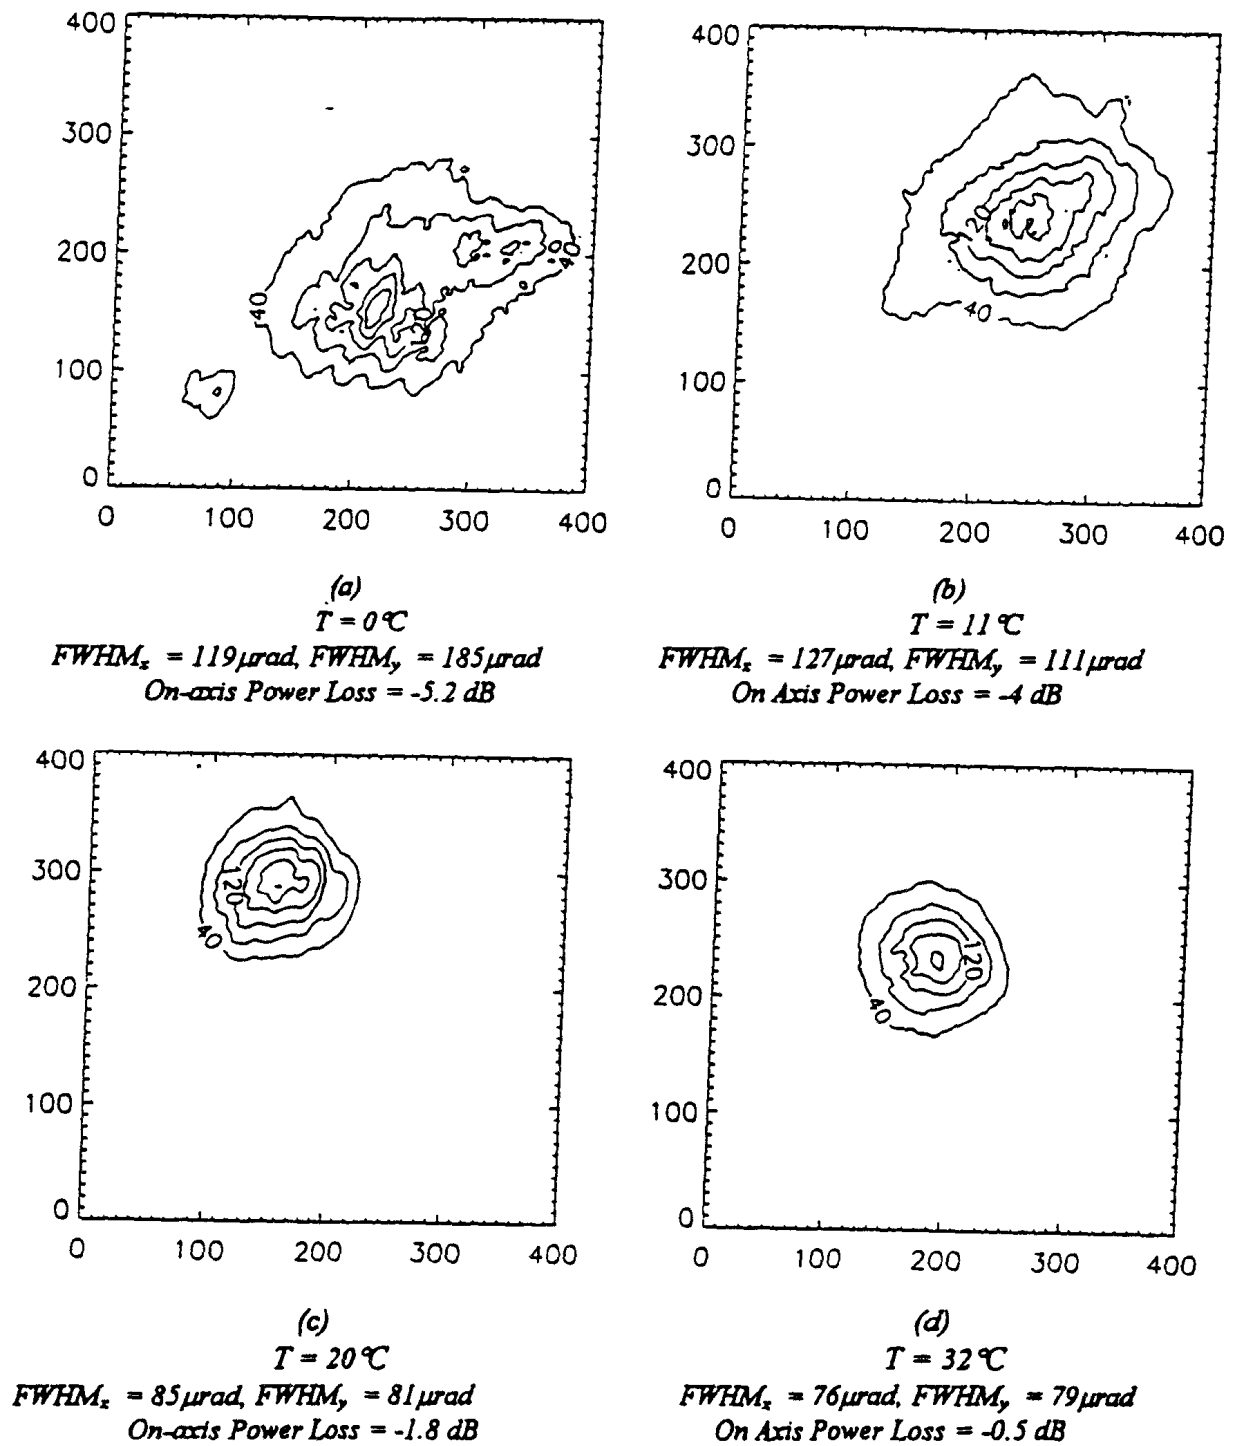 400
300
200
100
0
0 100 200 300 400
40
40
(a)
T = 0°C
FWHMx = 119μrad, FWHMy = 185μrad
On-axis Power Loss = -5.2 dB
400
300
200
100
0
0 100 200 300 400
120
40
(b)
T = 11°C
FWHMx = 127μrad, FWHMy = 111μrad
On Axis Power Loss = -4 dB
400
300
200
100
0
0 100 200 300 400
120
40
(c)
T = 20°C
FWHMx = 85μrad, FWHMy = 81μrad
On-axis Power Loss = -1.8 dB
400
300
200
100
0
0 100 200 300 400
120
40
(d)
T = 32°C
FWHMx = 76μrad, FWHMy = 79μrad
On Axis Power Loss = -0.5 dB